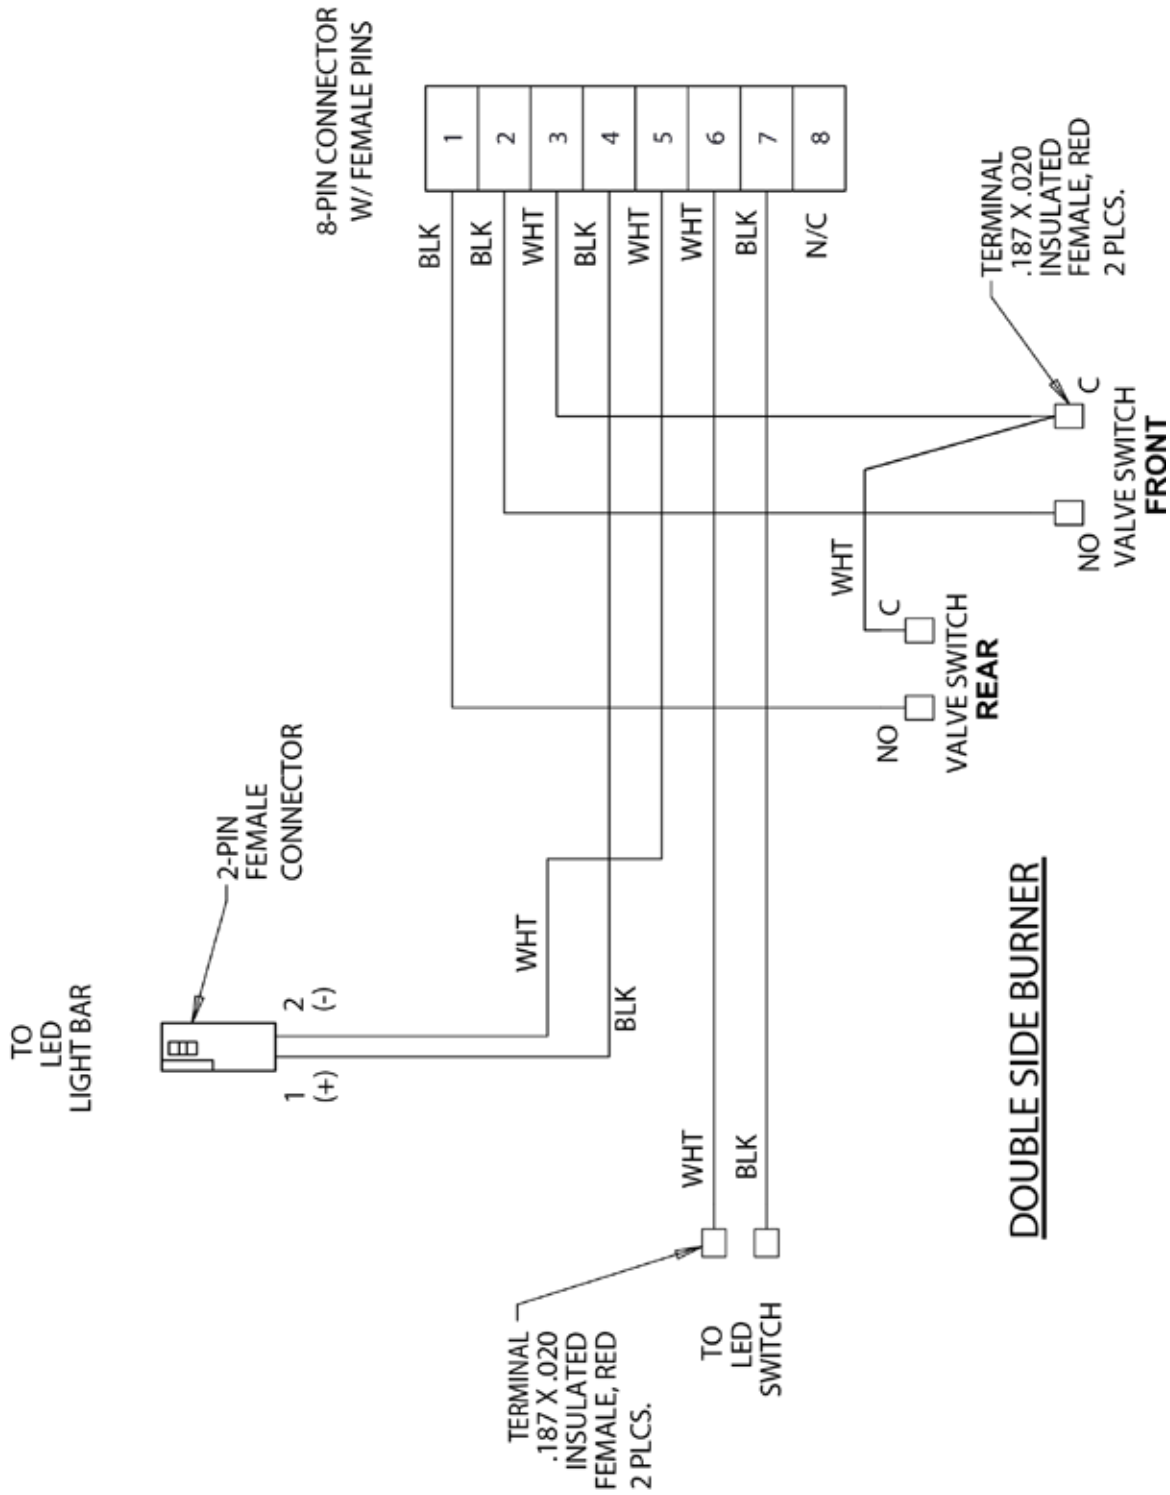 TO
LED
LIGHT BAR
2-PIN
FEMALE
CONNECTOR
1
(+)
2
(-)
WHT
BLK
8-PIN CONNECTOR
W/ FEMALE PINS
BLK
1
BLK
2
WHT
3
BLK
4
WHT
5
WHT
6
BLK
7
N/C
8
TERMINAL
.187 X .020
INSULATED
FEMALE, RED
2 PLCS.
TO
LED
SWITCH
WHT
BLK
NO
C
VALVE SWITCH
REAR
WHT
NO
C
VALVE SWITCH
FRONT
TERMINAL
.187 X .020
INSULATED
FEMALE, RED
2 PLCS.
DOUBLE SIDE BURNER